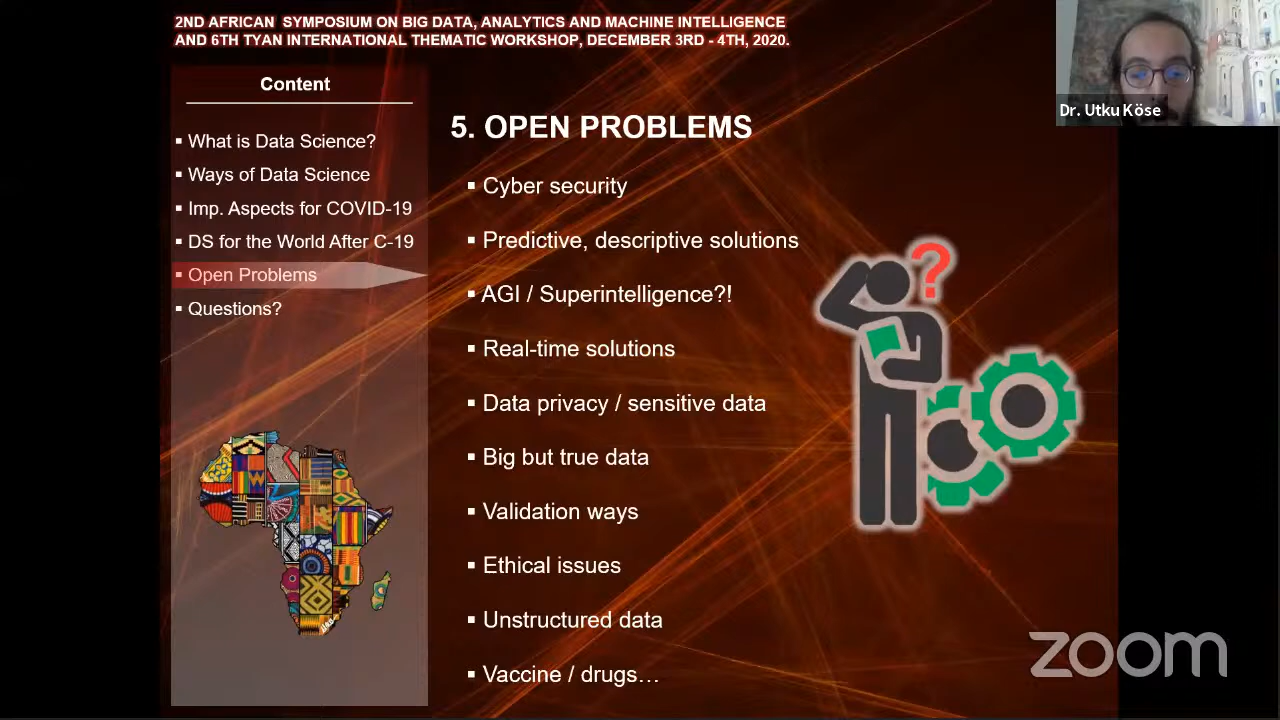 2ND AFRICAN SYMPOSIUM ON BIG DATA, ANALYTICS AND MACHINE INTELLIGENCE
AND 6TH TYAN INTERNATIONAL THEMATIC WORKSHOP, DECEMBER 3RD - 4TH, 2020.
Dr. Utku Köse
Content
▪ What is Data Science?
▪ Ways of Data Science
▪ Imp. Aspects for COVID-19
▪ DS for the World After C-19
▪ Open Problems
▪ Questions?
5. OPEN PROBLEMS
▪ Cyber security
▪ Predictive, descriptive solutions
▪ AGI / Superintelligence?!
▪ Real-time solutions
▪ Data privacy / sensitive data
▪ Big but true data
▪ Validation ways
▪ Ethical issues
▪ Unstructured data
▪ Vaccine / drugs…
?
zoom